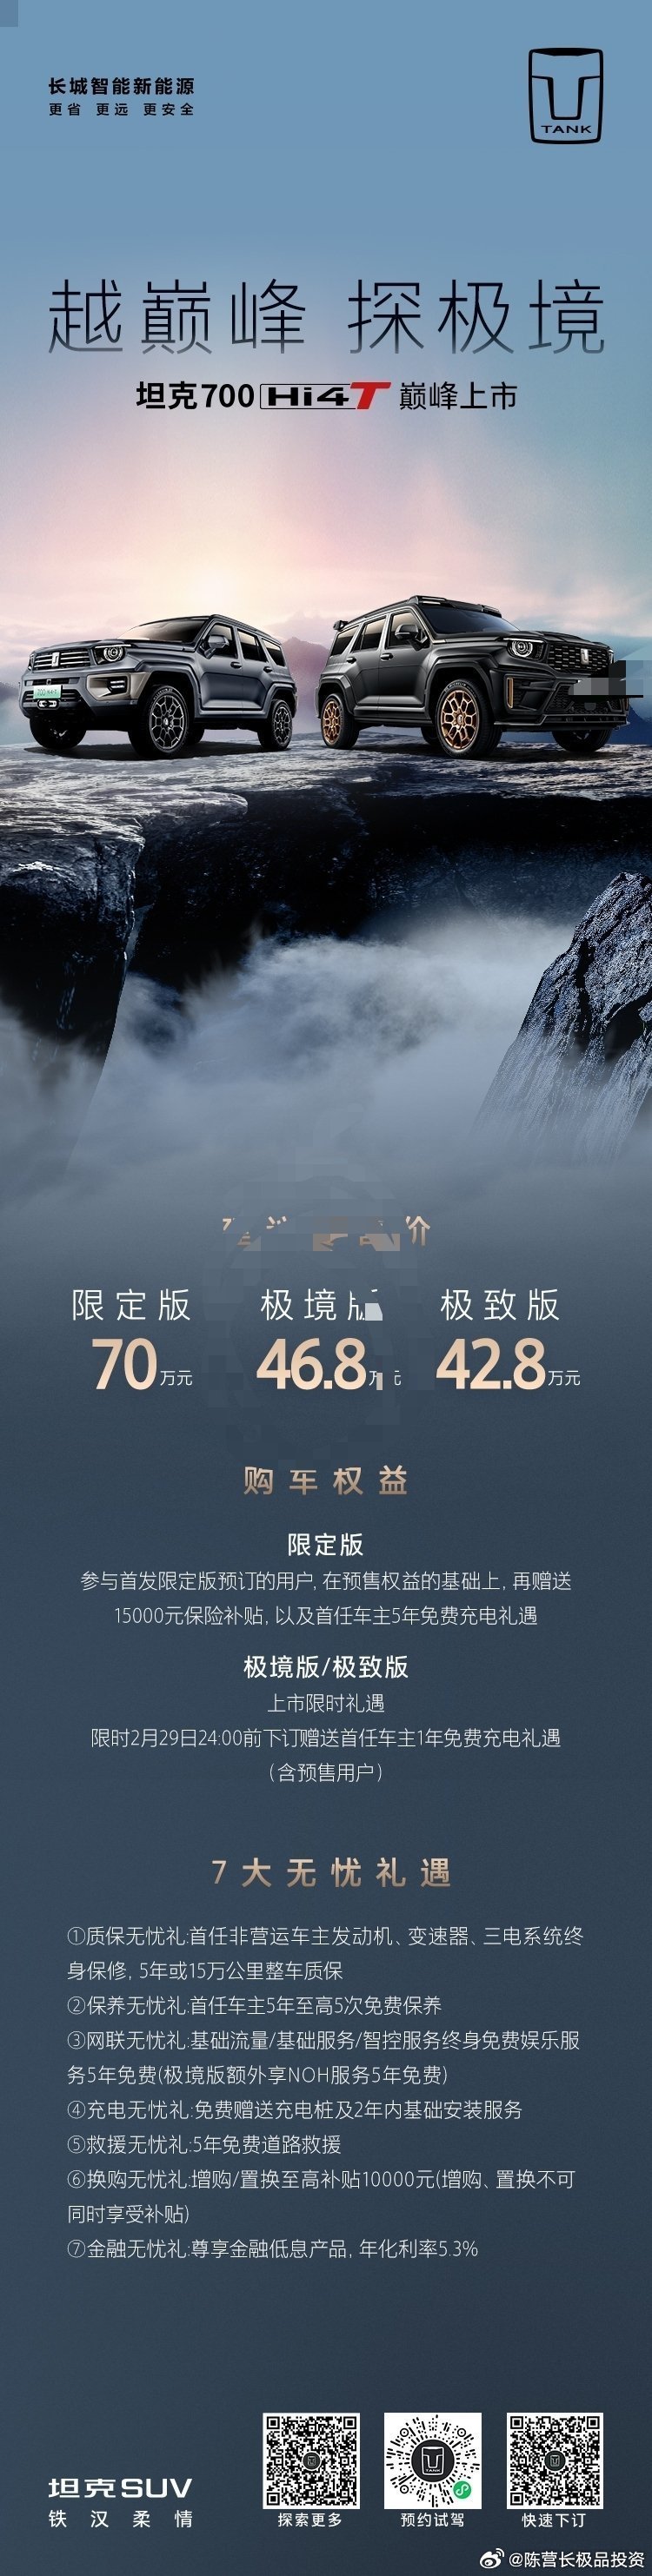 长城智能新能源
更省 更远 更安全
TANK
越巅峰 探极境
坦克700 Hi4T 巅峰上市
价
限定版 极境版 极致版
70万元 46.8万元 42.8万元
购车权益
限定版
参与首发限定版预订的用户, 在预售权益的基础上, 再赠送
15000元保险补贴, 以及首任车主5年免费充电礼遇
极境版/极致版
上市限时礼遇
限时2月29日24:00前下订赠送首任车主1年免费充电礼遇
（含预售用户）
7大无忧礼遇
①质保无忧礼:首任非营运车主发动机、变速器、三电系统终
身保修, 5年或15万公里整车质保
②保养无忧礼:首任车主5年至高5次免费保养
③网联无忧礼:基础流量/基础服务/智控服务终身免费娱乐服
务5年免费(极境版额外享NOH服务5年免费)
④充电无忧礼:免费赠送充电桩及2年内基础安装服务
⑤救援无忧礼:5年免费道路救援
⑥换购无忧礼:增购/置换至高补贴10000元(增购、置换不可
同时享受补贴)
⑦金融无忧礼:尊享金融低息产品, 年化利率5.3%
坦克SUV
铁汉柔情
探索更多 预约试驾 快速下订
@陈营长极品投资